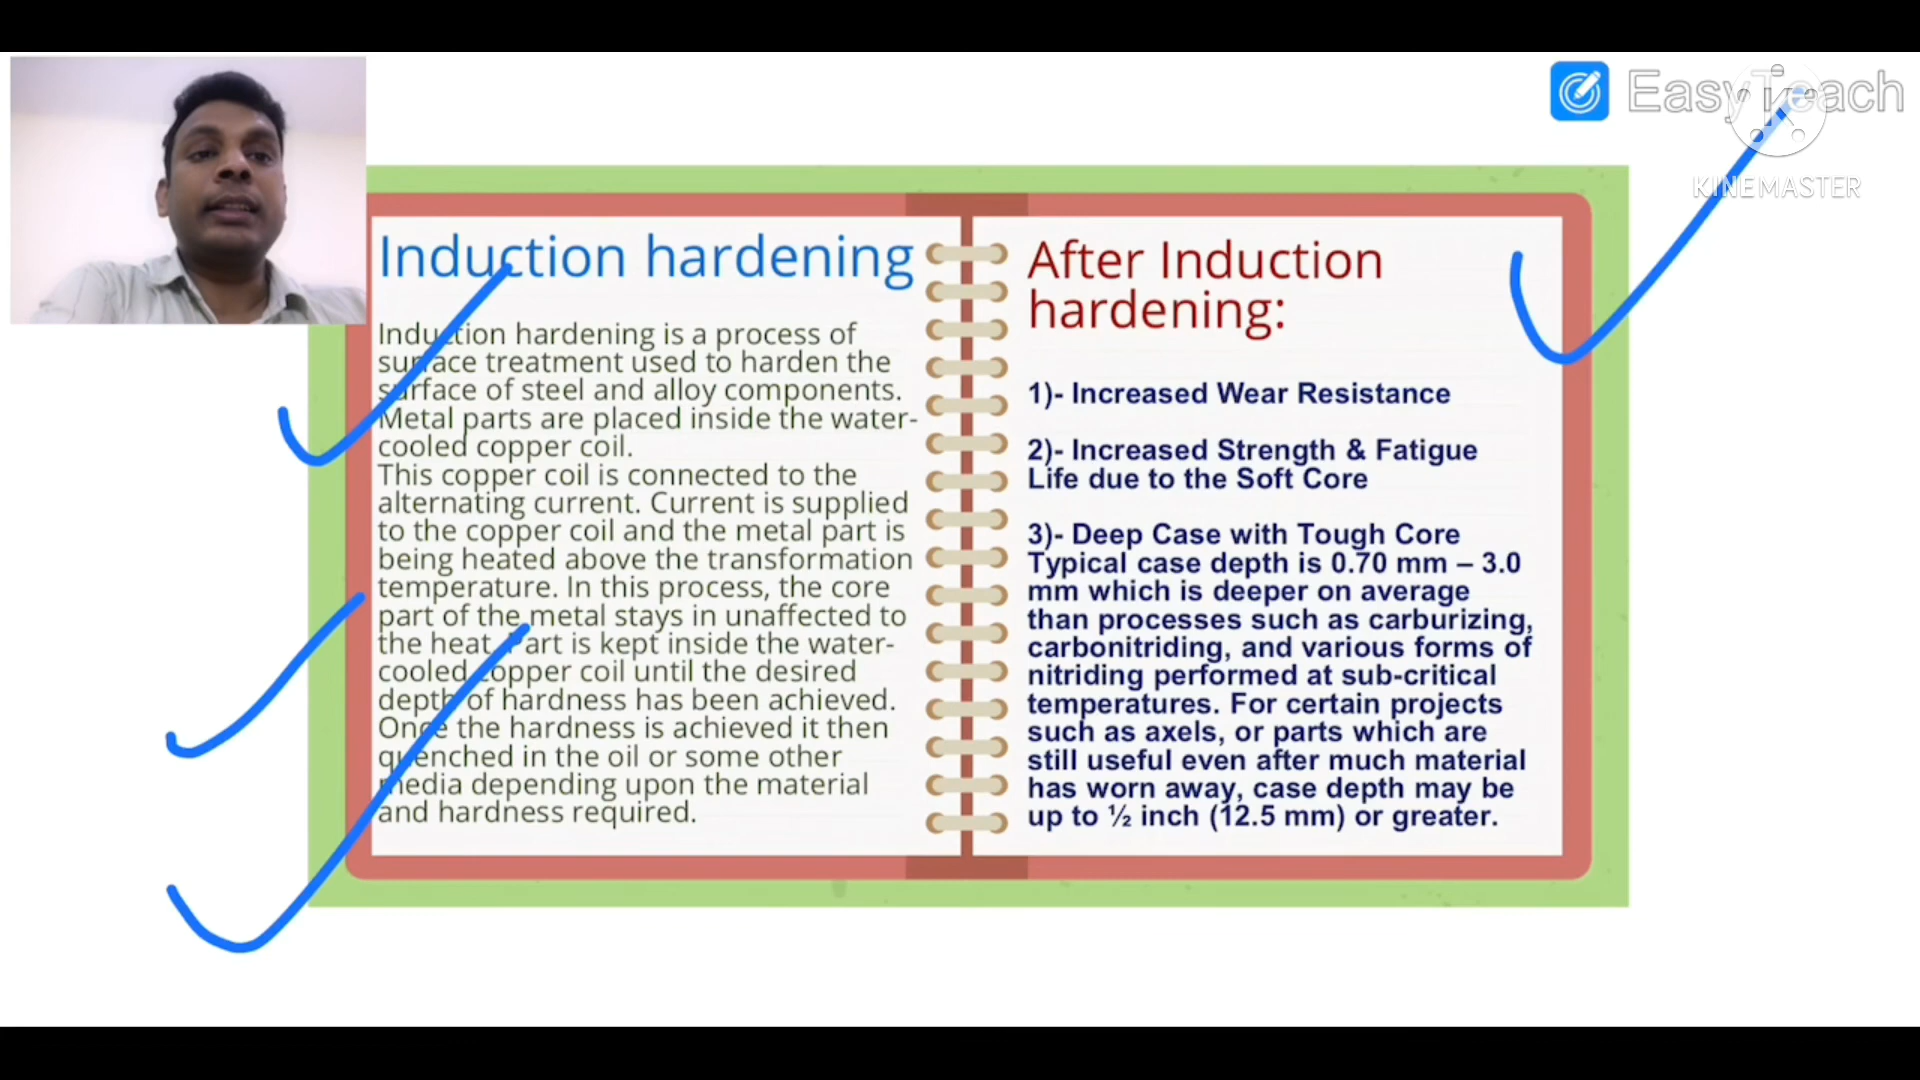 EasyTeach
KINEMASTER
Induction hardening
Induction hardening is a process of
surface treatment used to harden the
surface of steel and alloy components.
Metal parts are placed inside the water-
cooled copper coil.
This copper coil is connected to the
alternating current. Current is supplied
to the copper coil and the metal part is
being heated above the transformation
temperature. In this process, the core
part of the metal stays in unaffected to
the heat. Part is kept inside the water-
cooled copper coil until the desired
depth of hardness has been achieved.
Once the hardness is achieved it then
quenched in the oil or some other
media depending upon the material
and hardness required.
After Induction
hardening:
1)- Increased Wear Resistance
2)- Increased Strength & Fatigue
Life due to the Soft Core
3)- Deep Case with Tough Core
Typical case depth is 0.70 mm – 3.0
mm which is deeper on average
than processes such as carburizing,
carbonitriding, and various forms of
nitriding performed at sub-critical
temperatures. For certain projects
such as axels, or parts which are
still useful even after much material
has worn away, case depth may be
up to ½ inch (12.5 mm) or greater.